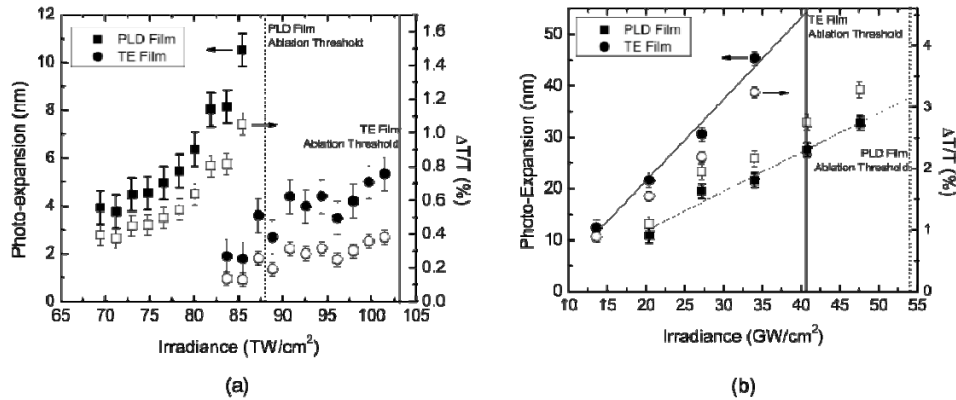 12
10
8
6
4
2
0
Photo-expansion (nm)
PLD Film
TE Film
PLD Film
Ablation Threshold
TE Film
Ablation Threshold
1.6
1.4
1.2
1.0
0.8
0.6
0.4
0.2
0.0
ΔT/T (%)
65 70 75 80 85 90 95 100 105
Irradiance (TW/cm²)
(a)
50
40
30
20
10
0
Photo-Expansion (nm)
PLD Film
TE Film
TE Film
Ablation Threshold
PLD Film
Ablation Threshold
4
3
2
1
0
ΔT/T (%)
10 15 20 25 30 35 40 45 50 55
Irradiance (GW/cm²)
(b)